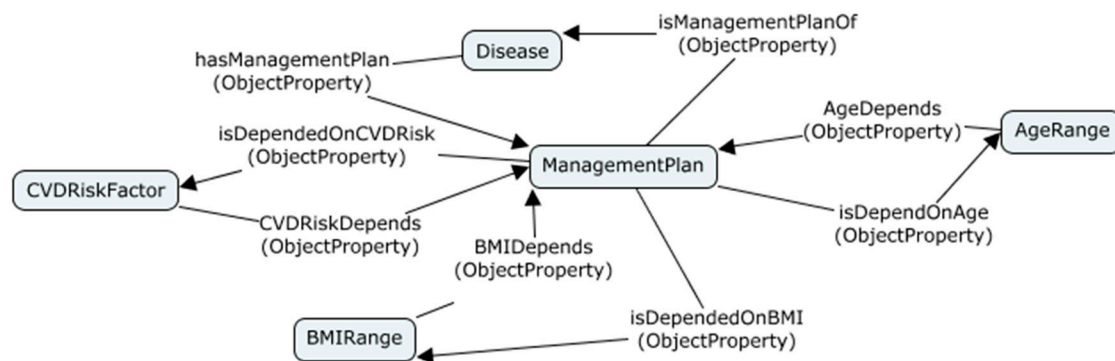 isManagementPlanOf
(ObjectProperty)
Disease
hasManagementPlan
(ObjectProperty)
AgeDepends
(ObjectProperty)
AgeRange
isDependedOnCVDRisk
(ObjectProperty)
ManagementPlan
CVDRiskFactor
isDependOnAge
(ObjectProperty)
CVDRiskDepends
(ObjectProperty)
BMIDepends
(ObjectProperty)
isDependedOnBMI
(ObjectProperty)
BMIRange